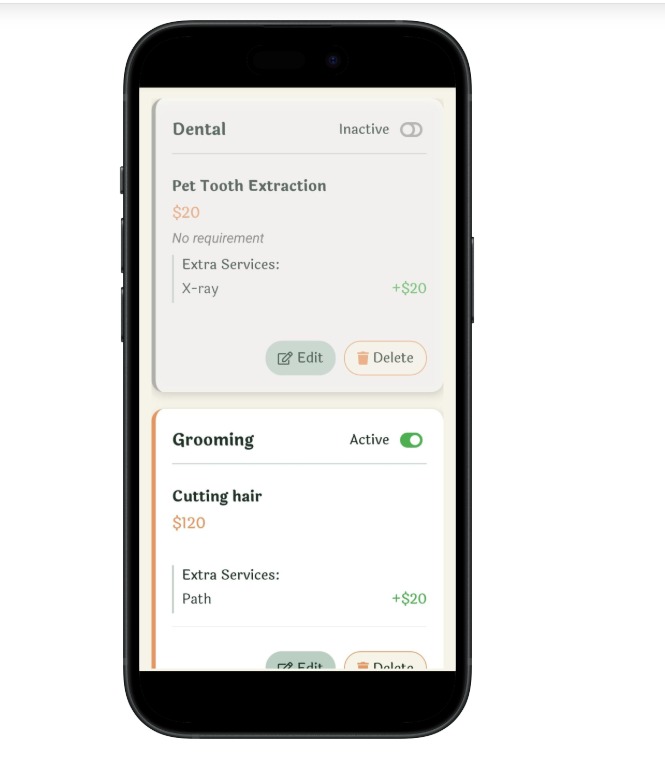 Dental Inactive
Pet Tooth Extraction
$20
No requirement
Extra Services:
X-ray +$20
Edit Delete
Grooming Active
Cutting hair
$120
Extra Services:
Path +$20
Edit Delete